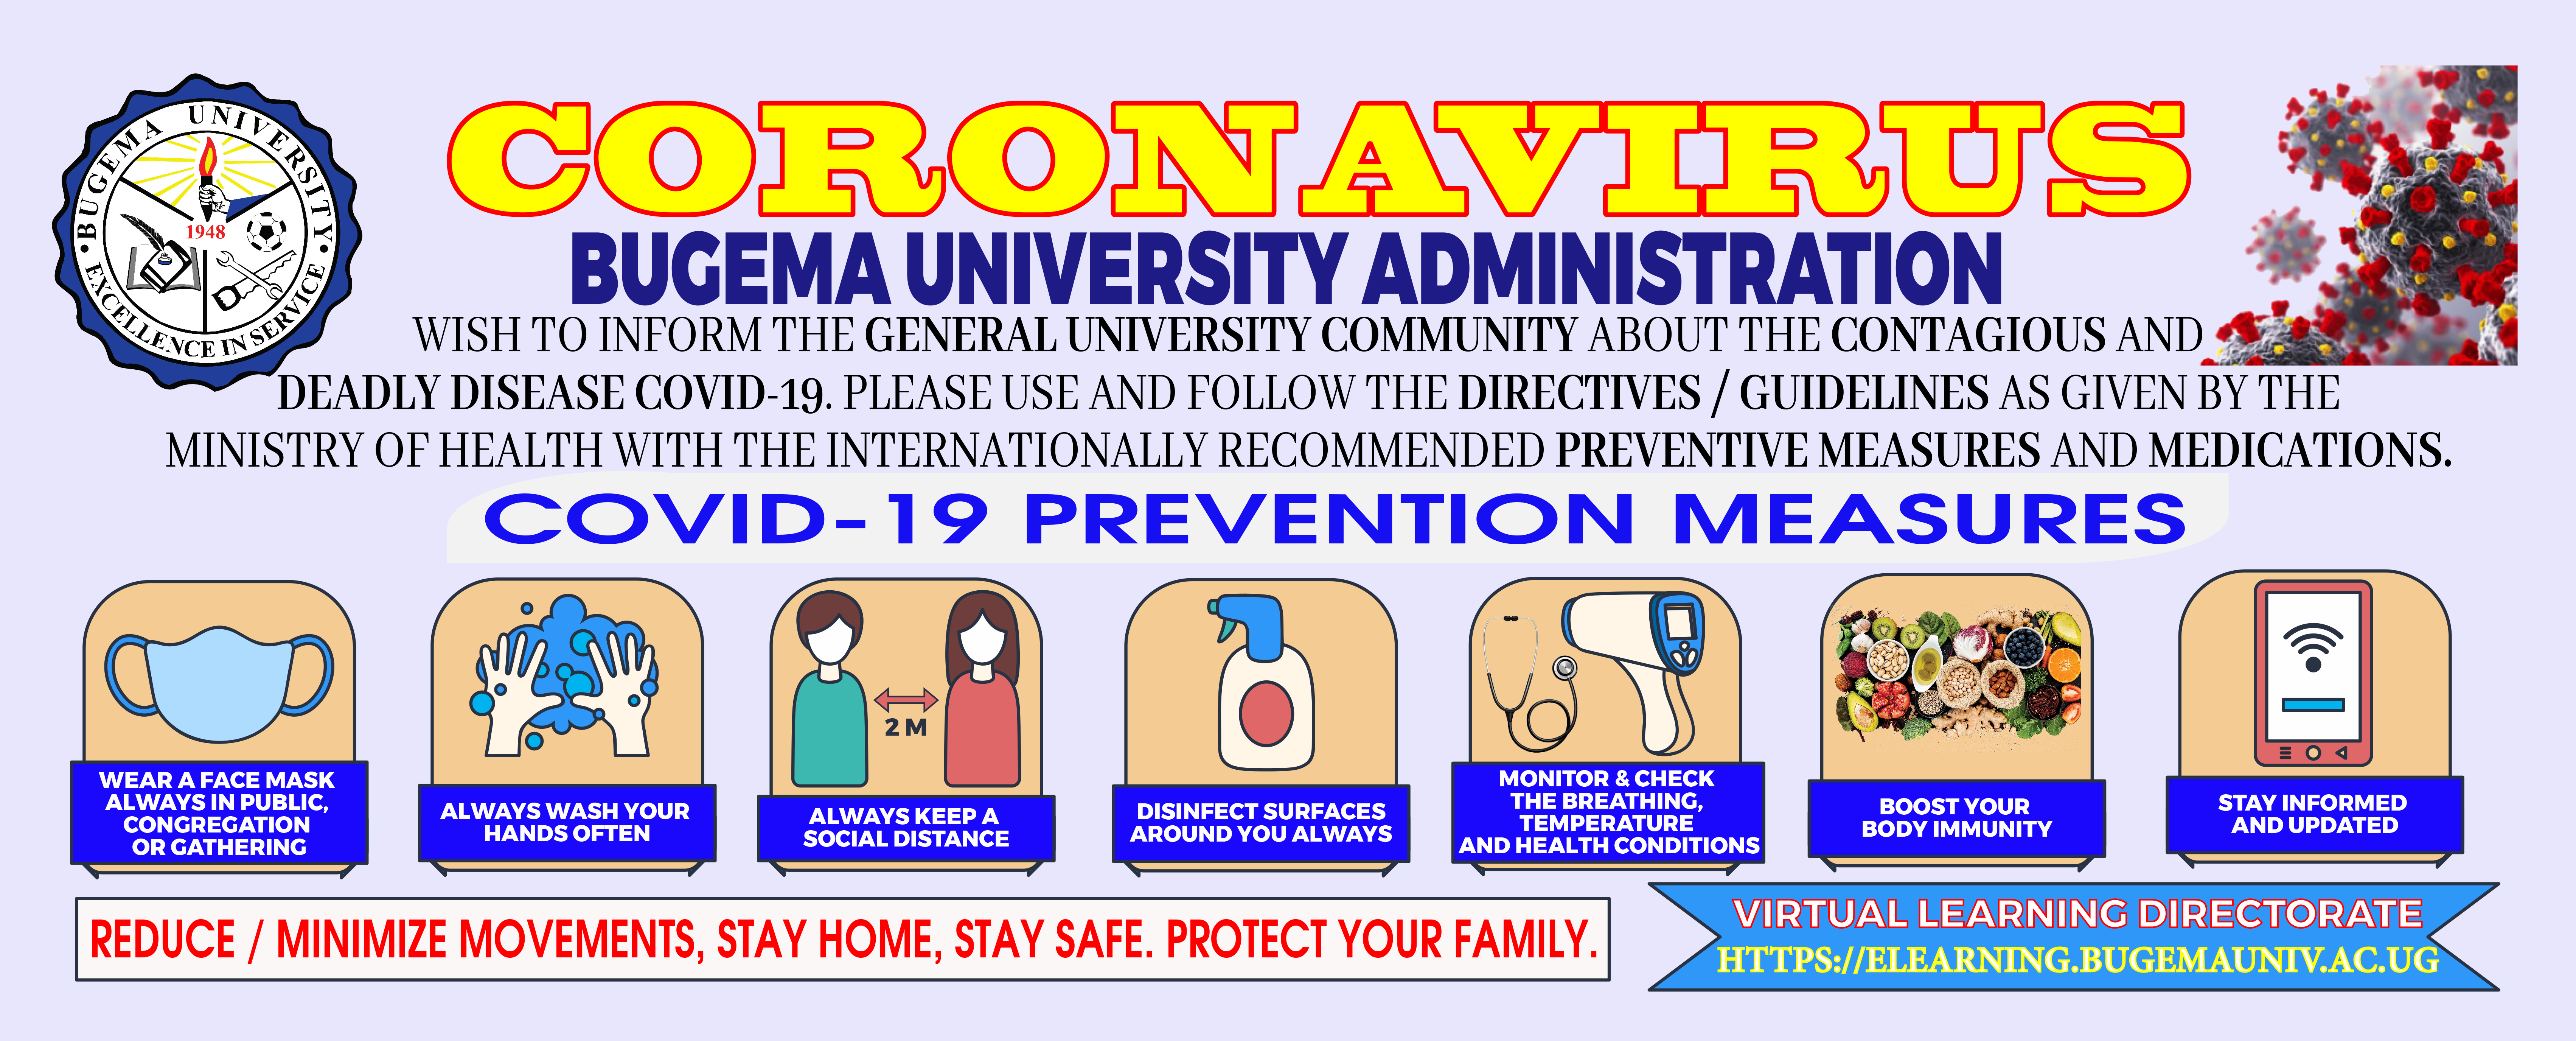 BUGEMA UNIVERSITY
1948
EXCELLENCE IN SERVICE
CORONAVIRUS
BUGEMA UNIVERSITY ADMINISTRATION
WISH TO INFORM THE GENERAL UNIVERSITY COMMUNITY ABOUT THE CONTAGIOUS AND
DEADLY DISEASE COVID-19. PLEASE USE AND FOLLOW THE DIRECTIVES / GUIDELINES AS GIVEN BY THE
MINISTRY OF HEALTH WITH THE INTERNATIONALLY RECOMMENDED PREVENTIVE MEASURES AND MEDICATIONS.
COVID-19 PREVENTION MEASURES
WEAR A FACE MASK
ALWAYS IN PUBLIC,
CONGREGATION
OR GATHERING
ALWAYS WASH YOUR
HANDS OFTEN
2 M
ALWAYS KEEP A
SOCIAL DISTANCE
DISINFECT SURFACES
AROUND YOU ALWAYS
MONITOR & CHECK
THE BREATHING,
TEMPERATURE
AND HEALTH CONDITIONS
BOOST YOUR
BODY IMMUNITY
STAY INFORMED
AND UPDATED
REDUCE / MINIMIZE MOVEMENTS, STAY HOME, STAY SAFE. PROTECT YOUR FAMILY.
VIRTUAL LEARNING DIRECTORATE
HTTPS://ELEARNING.BUGEMAUNIV.AC.UG